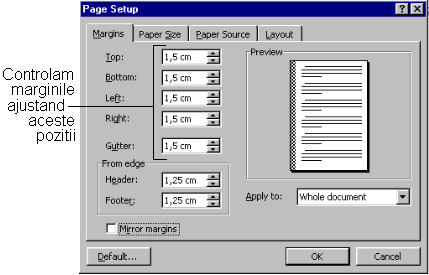 Page Setup
Margins Paper Size Paper Source Layout
Controlam
marginile
ajustand
aceste
pozitii
Top: 1,5 cm
Bottom: 1,5 cm
Left: 1,5 cm
Right: 1,5 cm
Gutter: 1,5 cm
From edge
Header: 1,25 cm
Footer: 1,25 cm
Mirror margins
Preview
Apply to: Whole document
Default... OK Cancel